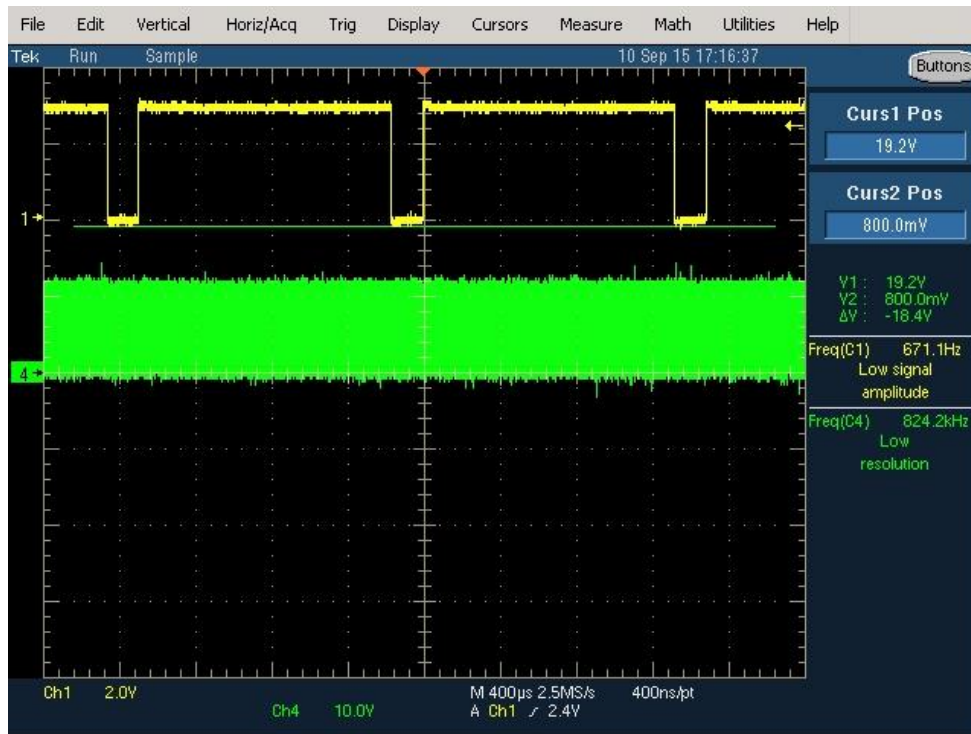 File Edit Vertical Horiz/Acq Trig Display Cursors Measure Math Utilities Help
Tek Run Sample 10 Sep 15 17:16:37
Buttons
Curs1 Pos
19.2V
Curs2 Pos
800.0mV
1
V1 : 19.2V
V2 : 800.0mV
ΔV : -18.4V
Freq(C1) 671.1Hz
Low signal
amplitude
4
Freq(C4) 824.2kHz
Low
resolution
Ch1 2.0V M 400µs 2.5MS/s 400ns/pt
Ch4 10.0V A Ch1 / 2.4V